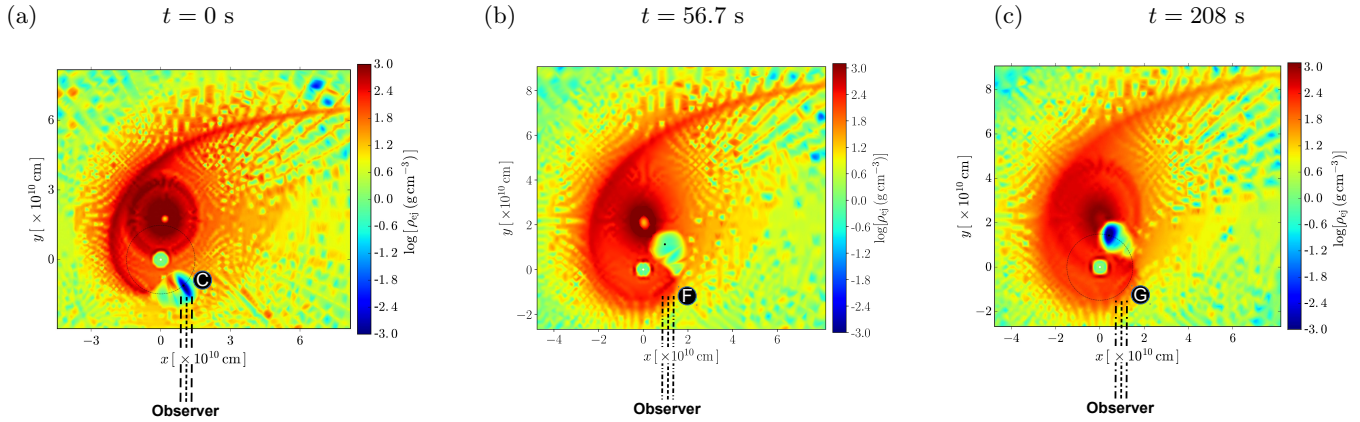 (a) t = 0 s
(b) t = 56.7 s
(c) t = 208 s
y [ ×10¹⁰ cm]
6
3
0
−3 0 3 6
x [ ×10¹⁰ cm]
C
3.0
2.4
1.8
1.2
0.6
0.0
-0.6
-1.2
-1.8
-2.4
-3.0
log[ρej (g cm⁻³)]
Observer
y [ ×10¹⁰ cm]
8
6
4
2
0
−2
−4 −2 0 2 4 6
x [ ×10¹⁰ cm]
F
3.0
2.4
1.8
1.2
0.6
0.0
-0.6
-1.2
-1.8
-2.4
-3.0
log[ρej (g cm⁻³)]
Observer
y [ ×10¹⁰ cm]
8
6
4
2
0
−2
−4 −2 0 2 4 6
x [ ×10¹⁰ cm]
G
3.0
2.4
1.8
1.2
0.6
0.0
-0.6
-1.2
-1.8
-2.4
-3.0
log[ρej (g cm⁻³)]
Observer